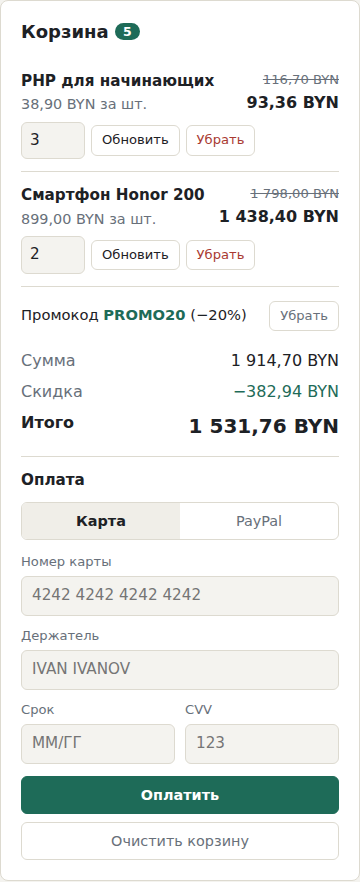 Корзина 5
PHP для начинающих 116,70 BYN
38,90 BYN за шт. 93,36 BYN
3 Обновить Убрать
Смартфон Honor 200 1 798,00 BYN
899,00 BYN за шт. 1 438,40 BYN
2 Обновить Убрать
Промокод PROMO20 (−20%) Убрать
Сумма 1 914,70 BYN
Скидка −382,94 BYN
Итого 1 531,76 BYN
Оплата
Карта PayPal
Номер карты
4242 4242 4242 4242
Держатель
IVAN IVANOV
Срок CVV
ММ/ГГ 123
Оплатить
Очистить корзину